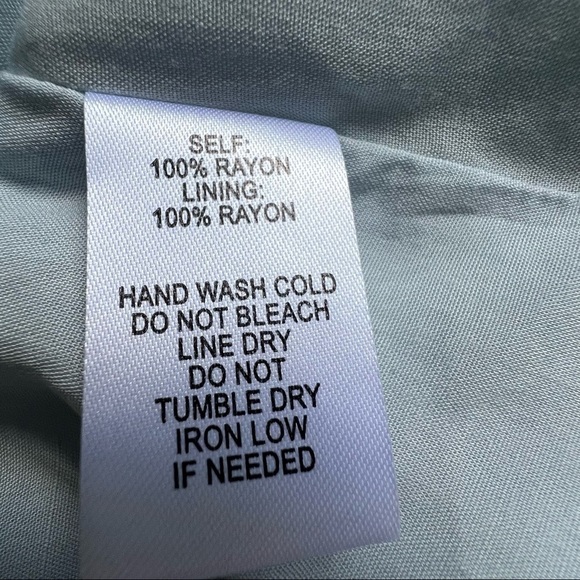 SELF:
100% RAYON
LINING:
100% RAYON
HAND WASH COLD
DO NOT BLEACH
LINE DRY
DO NOT
TUMBLE DRY
IRON LOW
IF NEEDED